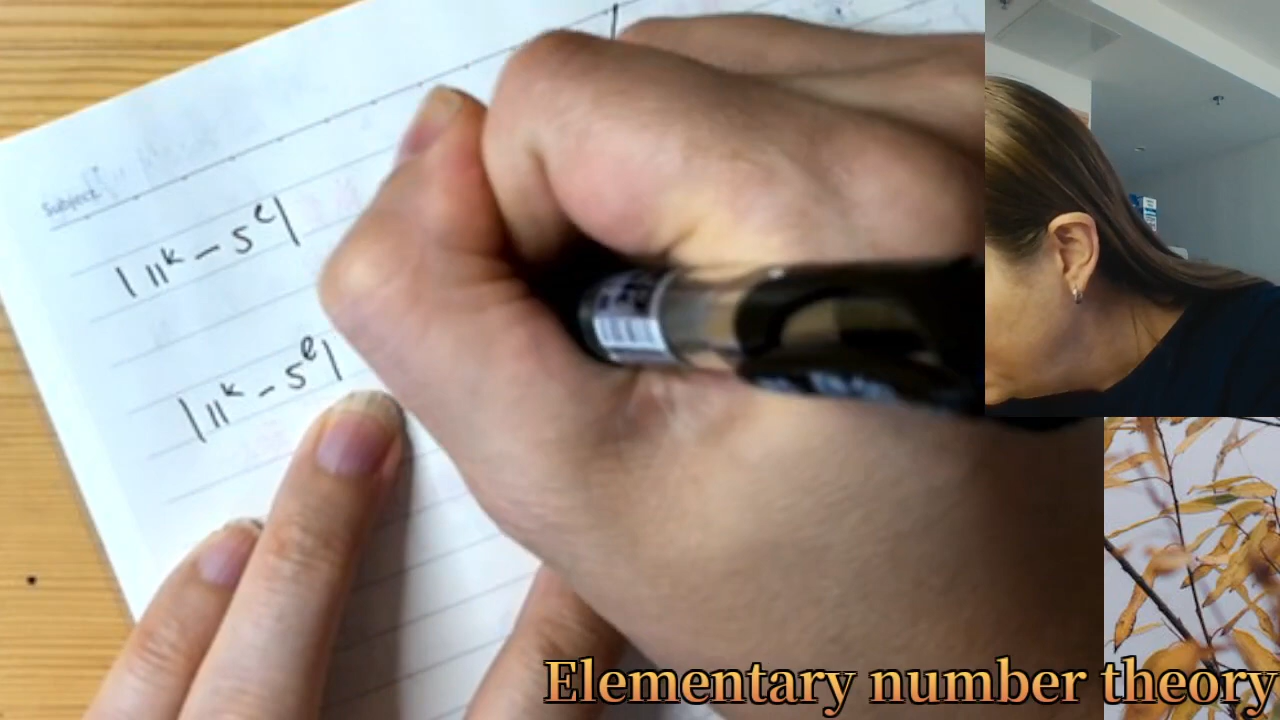 Subject
|11^k - 5^l|
|11^k - 5^l|
Elementary number theory